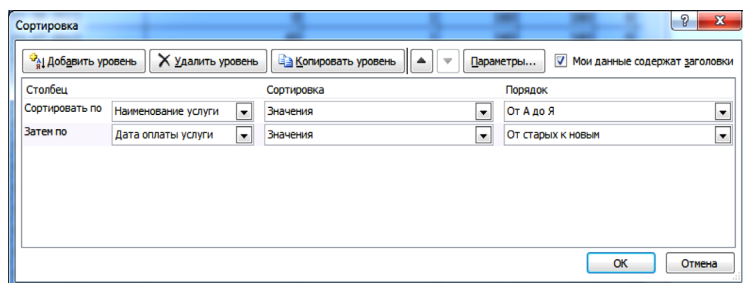 Сортировка
Добавить уровень Удалить уровень Копировать уровень Параметры... Мои данные содержат заголовки
Столбец Сортировка Порядок
Сортировать по Наименование услуги Значения От А до Я
Затем по Дата оплаты услуги Значения От старых к новым
ОК Отмена